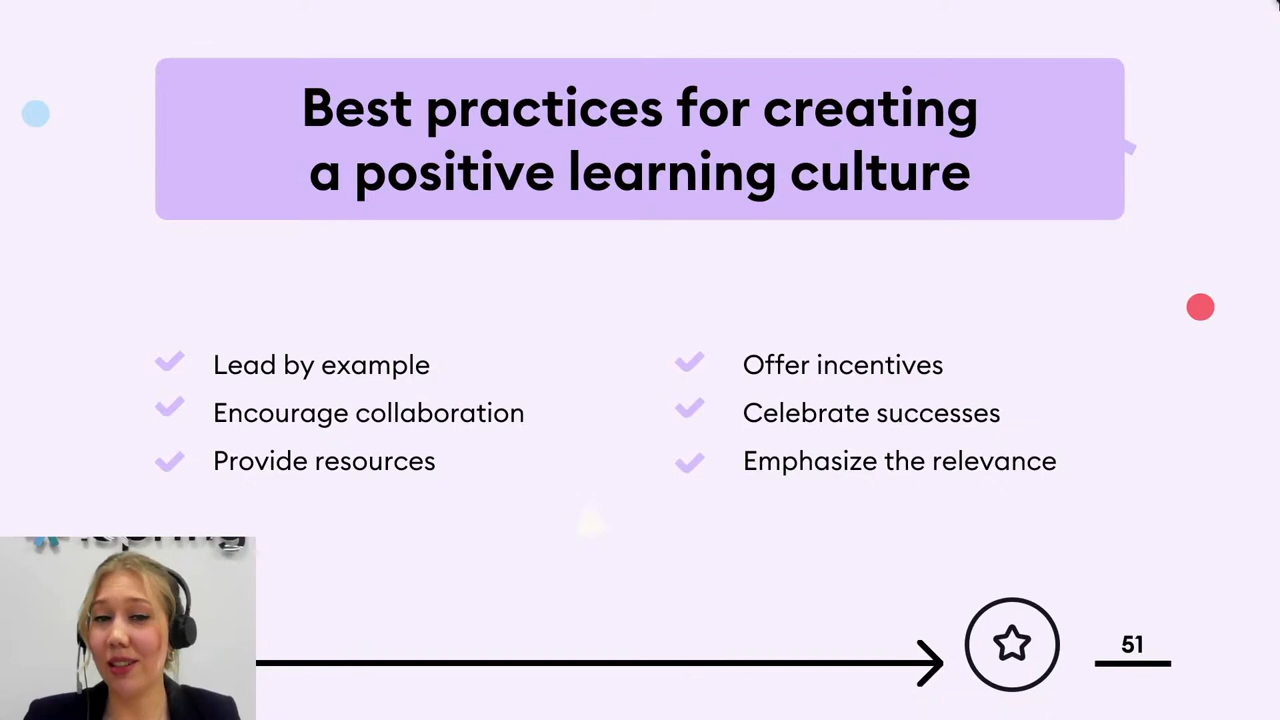 Best practices for creating
a positive learning culture
Lead by example
Encourage collaboration
Provide resources
Offer incentives
Celebrate successes
Emphasize the relevance
51